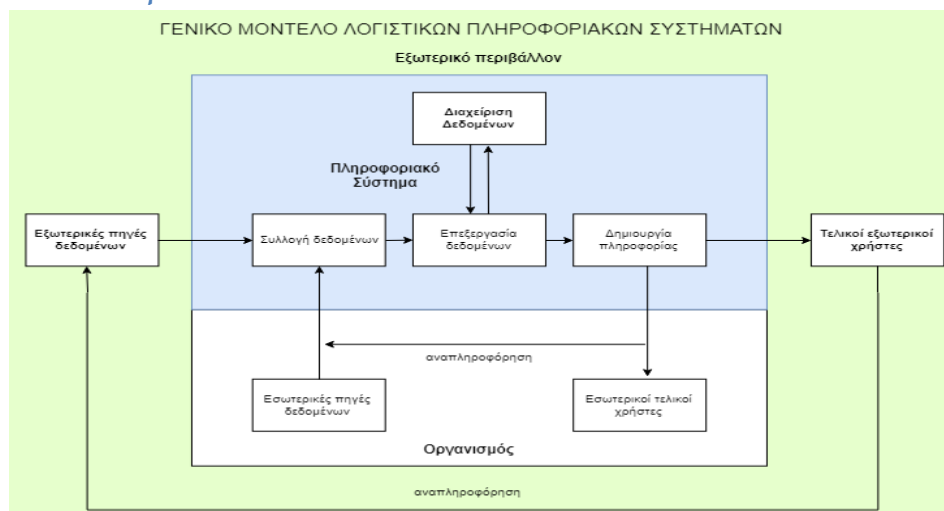 ΓΕΝΙΚΟ ΜΟΝΤΕΛΟ ΛΟΓΙΣΤΙΚΩΝ ΠΛΗΡΟΦΟΡΙΑΚΩΝ ΣΥΣΤΗΜΑΤΩΝ
Εξωτερικό περιβάλλον
Διαχείριση
Δεδομένων
Πληροφοριακό
Σύστημα
Εξωτερικές πηγές
δεδομένων
Συλλογή δεδομένων
Επεξεργασία
δεδομένων
Δημιουργία
πληροφορίας
Τελικοί εξωτερικοί
χρήστες
αναπληροφόρηση
Εσωτερικές πηγές
δεδομένων
Εσωτερικοί τελικοί
χρήστες
Οργανισμός
αναπληροφόρηση